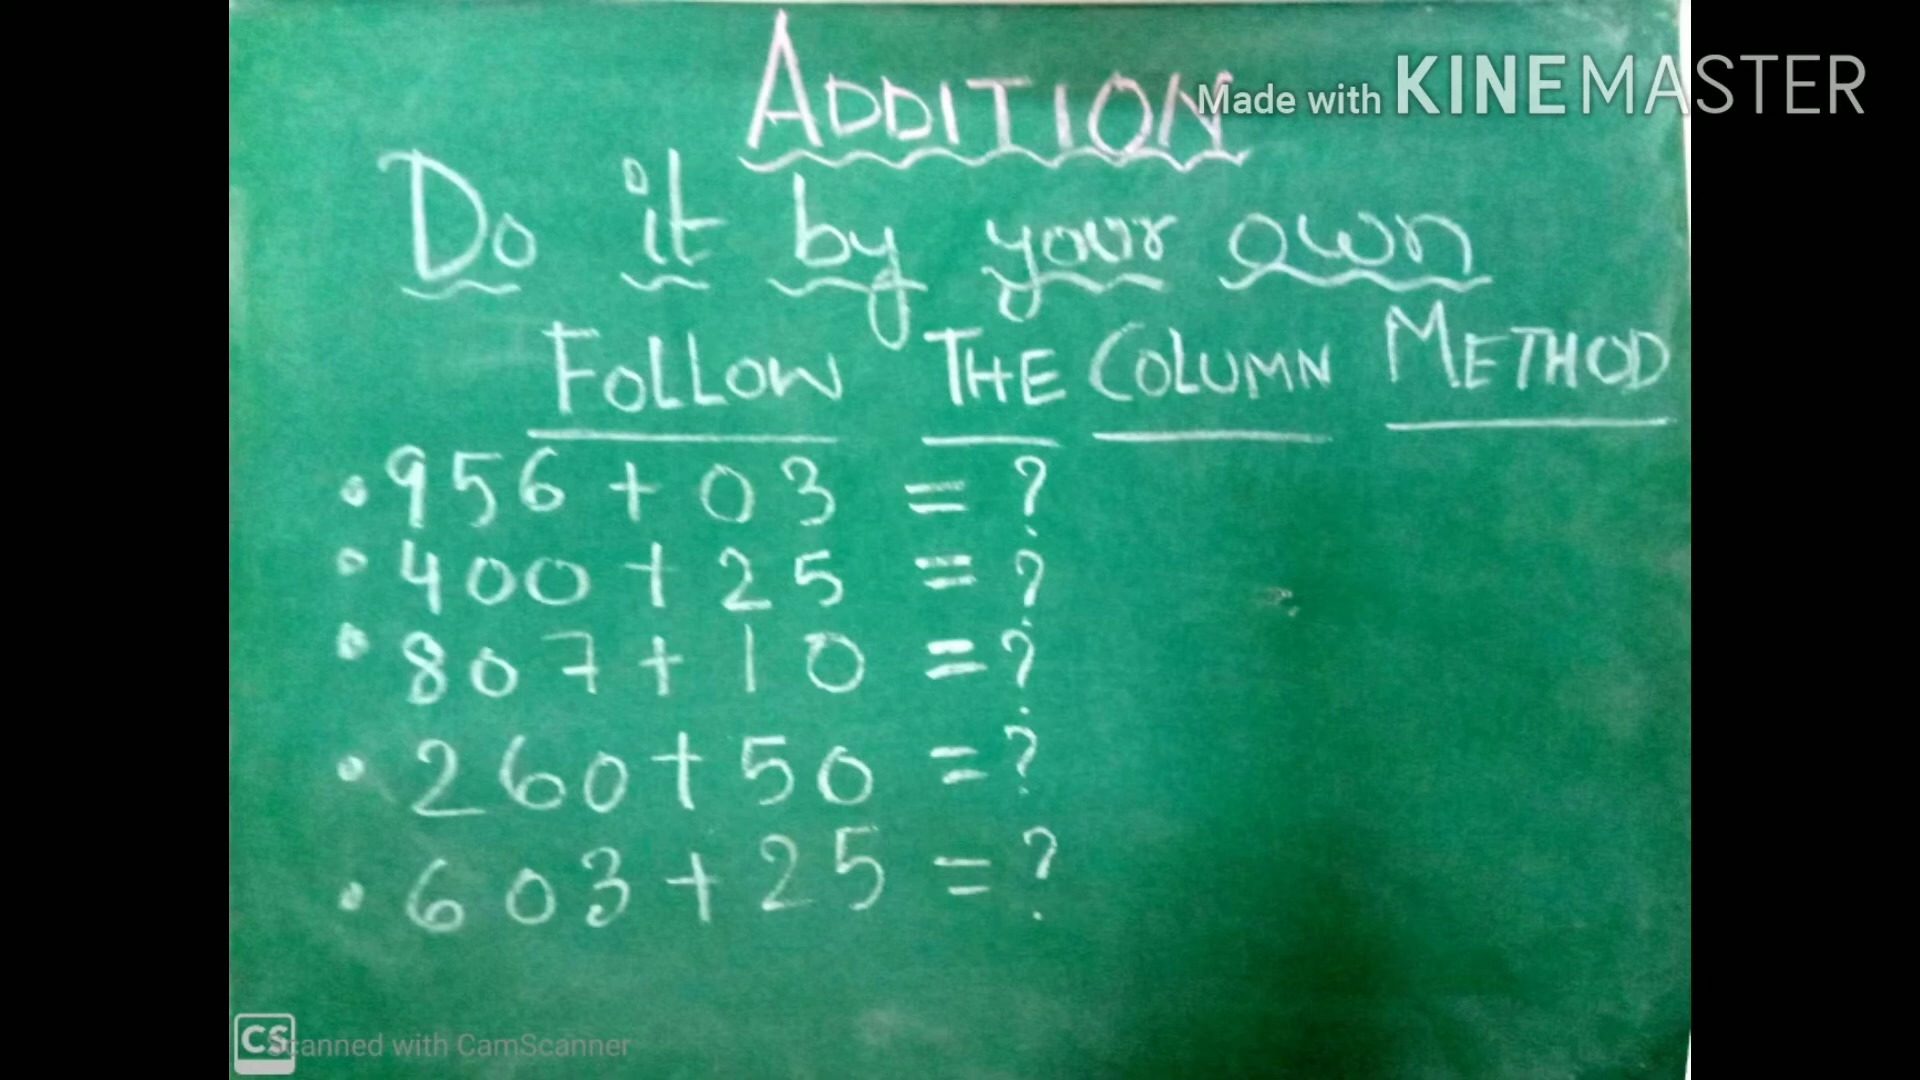 ADDITION
Made with KINEMASTER
Do it by your own
FOLLOW THE COLUMN METHOD
• 956 + 03 = ?
• 400 + 25 = ?
• 807 + 10 = ?
• 260 + 50 = ?
• 603 + 25 = ?
CS Scanned with CamScanner